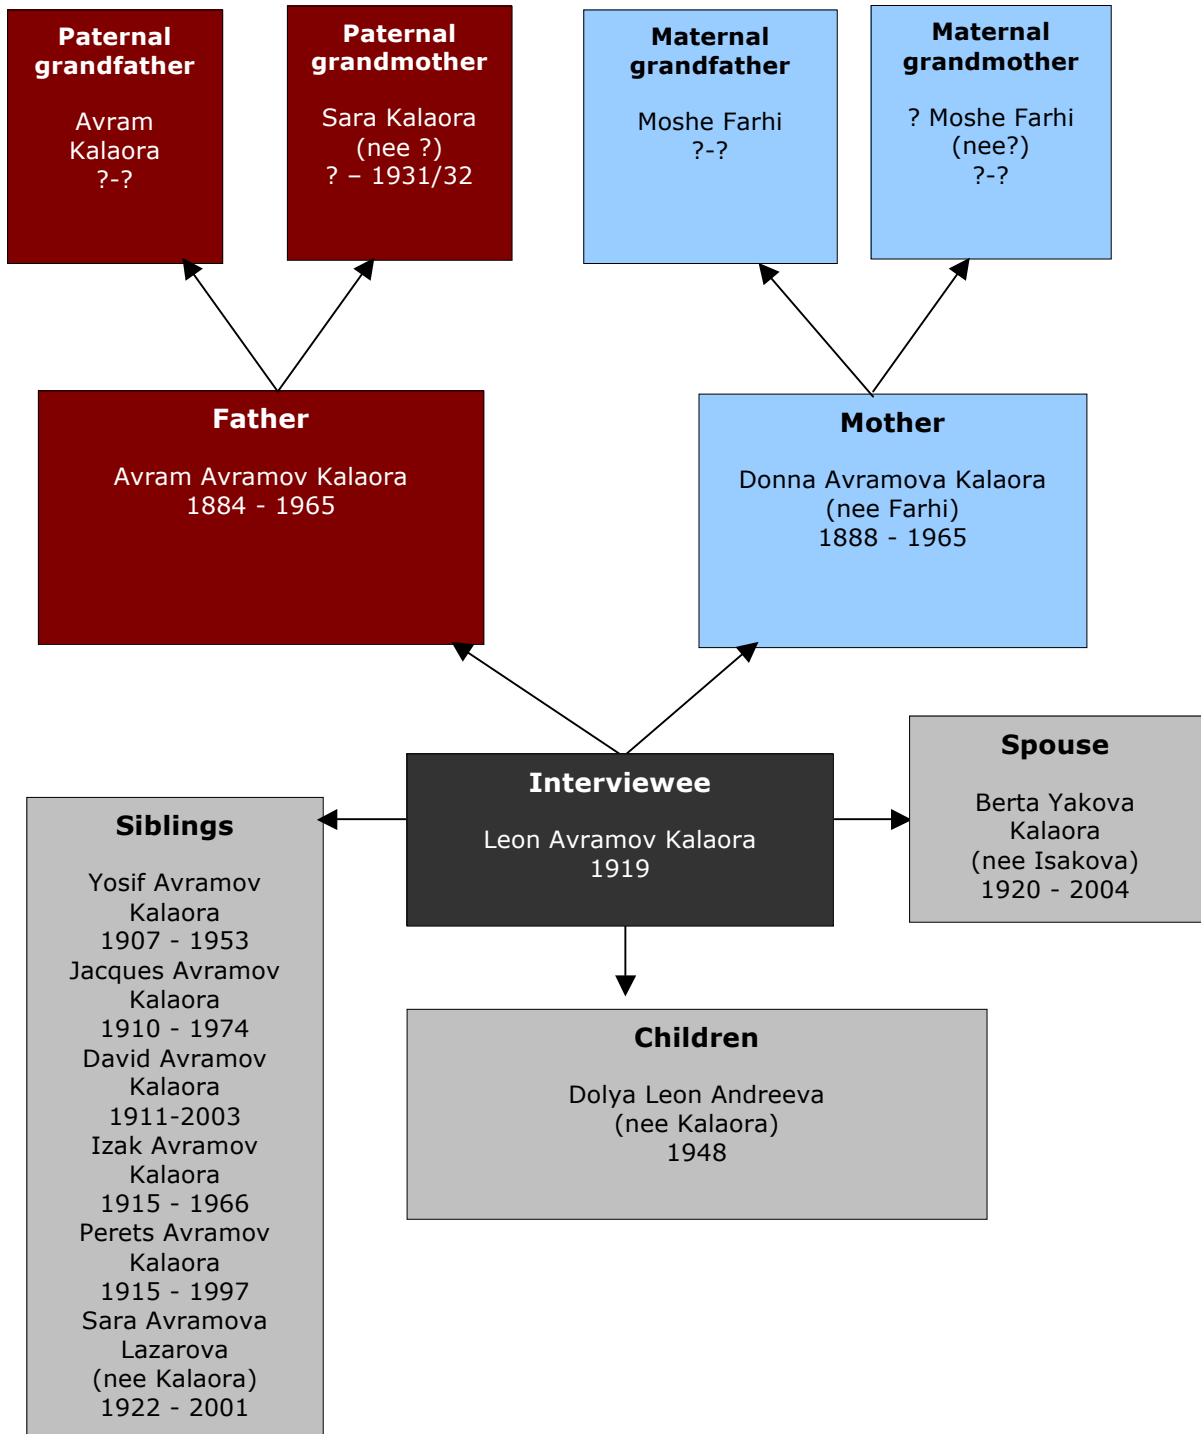 Paternal
grandfather
Avram
Kalaora
?-?
Paternal
grandmother
Sara Kalaora
(nee ?)
? – 1931/32
Maternal
grandfather
Moshe Farhi
?-?
Maternal
grandmother
? Moshe Farhi
(nee?)
?-?
Father
Avram Avramov Kalaora
1884 - 1965
Mother
Donna Avramova Kalaora
(nee Farhi)
1888 - 1965
Interviewee
Leon Avramov Kalaora
1919
Spouse
Berta Yakova
Kalaora
(nee Isakova)
1920 - 2004
Siblings
Yosif Avramov
Kalaora
1907 - 1953
Jacques Avramov
Kalaora
1910 - 1974
David Avramov
Kalaora
1911-2003
Izak Avramov
Kalaora
1915 - 1966
Perets Avramov
Kalaora
1915 - 1997
Sara Avramova
Lazarova
(nee Kalaora)
1922 - 2001
Children
Dolya Leon Andreeva
(nee Kalaora)
1948